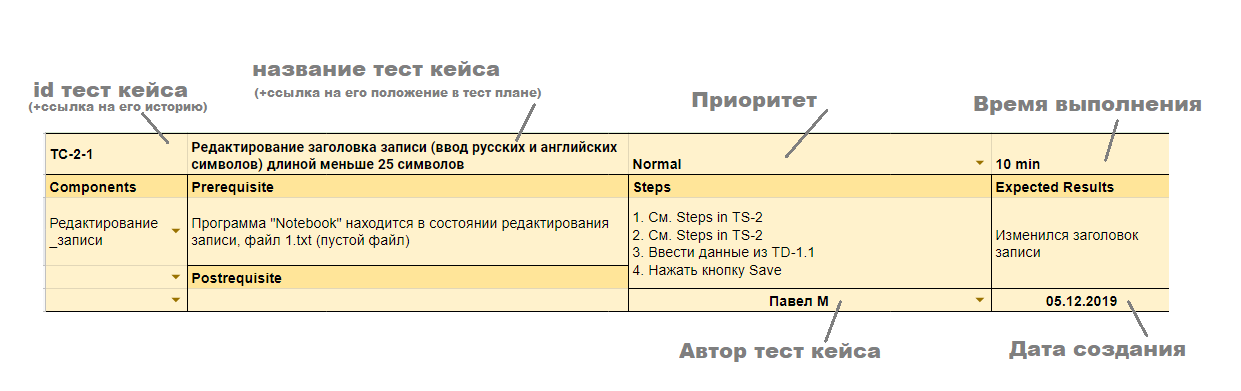 id тест кейса
(+ссылка на его историю)
название тест кейса
(+ссылка на его положение в тест плане)
Приоритет
Время выполнения
TC-2-1
Редактирование заголовка записи (ввод русских и английских
символов) длиной меньше 25 символов
Normal
10 min
Components
Prerequisite
Steps
Expected Results
Редактирование
_записи
Программа "Notebook" находится в состоянии редактирования
записи, файл 1.txt (пустой файл)
1. См. Steps in TS-2
2. См. Steps in TS-2
3. Ввести данные из TD-1.1
4. Нажать кнопку Save
Изменился заголовок
записи
Postrequisite
Павел М
05.12.2019
Автор тест кейса
Дата создания